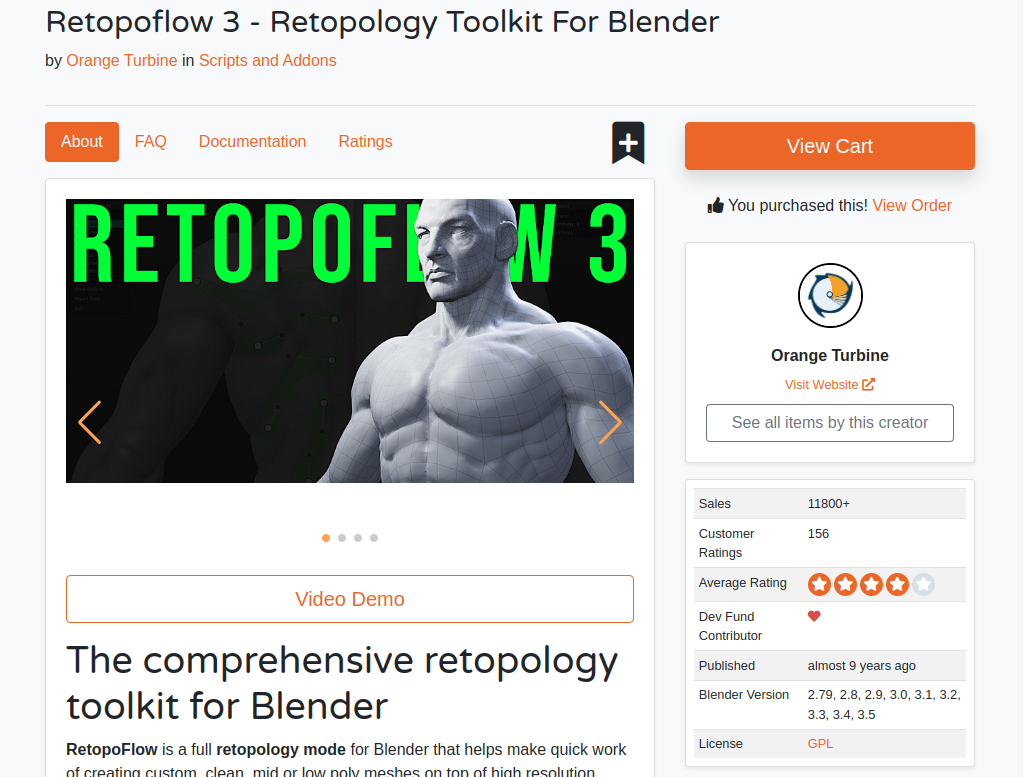 Retopoflow 3 - Retopology Toolkit For Blender
by Orange Turbine in Scripts and Addons
About FAQ Documentation Ratings
View Cart
You purchased this! View Order
RETOPOFL W 3
Orange Turbine
Visit Website
See all items by this creator
Video Demo
The comprehensive retopology
toolkit for Blender
RetopoFlow is a full retopology mode for Blender that helps make quick work
of creating custom, clean, mid or low poly meshes on top of high resolution
Sales 11800+
Customer
Ratings
156
Average Rating
Dev Fund
Contributor
Published almost 9 years ago
Blender Version 2.79, 2.8, 2.9, 3.0, 3.1, 3.2,
3.3, 3.4, 3.5
License GPL